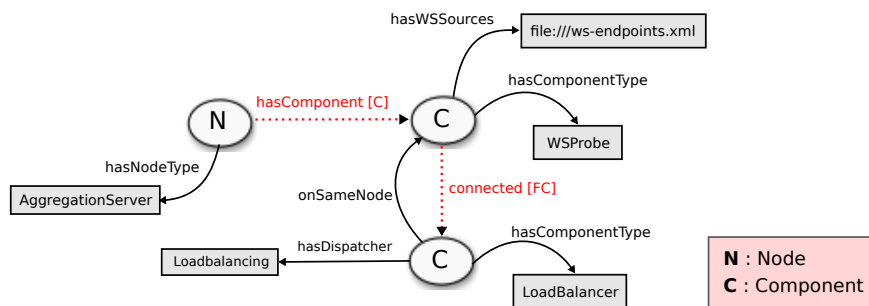 hasWSSources
file:///ws-endpoints.xml
hasComponentType
hasComponent [C]
N
C
WSProbe
hasNodeType
connected [FC]
onSameNode
AggregationServer
hasComponentType
hasDispatcher
Loadbalancing
C
LoadBalancer
N : Node
C : Component